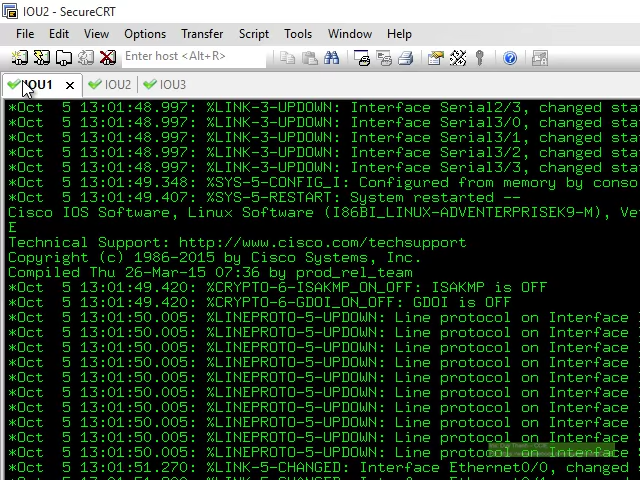 IOU2 - SecureCRT
File Edit View Options Transfer Script Tools Window Help
Enter host <Alt+R>
IOU1 × IOU2 IOU3
*Oct 5 13:01:48.997: %LINK-3-UPDOWN: Interface Serial2/3, changed sta
*Oct 5 13:01:48.997: %LINK-3-UPDOWN: Interface Serial3/0, changed sta
*Oct 5 13:01:48.997: %LINK-3-UPDOWN: Interface Serial3/1, changed sta
*Oct 5 13:01:48.997: %LINK-3-UPDOWN: Interface Serial3/2, changed sta
*Oct 5 13:01:48.997: %LINK-3-UPDOWN: Interface Serial3/3, changed sta
*Oct 5 13:01:49.348: %SYS-5-CONFIG_I: Configured from memory by conso
*Oct 5 13:01:49.407: %SYS-5-RESTART: System restarted --
Cisco IOS Software, Linux Software (I86BI_LINUX-ADVENTERPRISEK9-M), Ve
E
Technical Support: http://www.cisco.com/techsupport
Copyright (c) 1986-2015 by Cisco Systems, Inc.
Compiled Thu 26-Mar-15 07:36 by prod_rel_team
*Oct 5 13:01:49.420: %CRYPTO-6-ISAKMP_ON_OFF: ISAKMP is OFF
*Oct 5 13:01:49.420: %CRYPTO-6-GDOI_ON_OFF: GDOI is OFF
*Oct 5 13:01:50.005: %LINEPROTO-5-UPDOWN: Line protocol on Interface
*Oct 5 13:01:50.005: %LINEPROTO-5-UPDOWN: Line protocol on Interface
*Oct 5 13:01:50.005: %LINEPROTO-5-UPDOWN: Line protocol on Interface
*Oct 5 13:01:50.005: %LINEPROTO-5-UPDOWN: Line protocol on Interface
*Oct 5 13:01:50.005: %LINEPROTO-5-UPDOWN: Line protocol on Interface
*Oct 5 13:01:50.005: %LINEPROTO-5-UPDOWN: Line protocol on Interface
*Oct 5 13:01:50.005: %LINEPROTO-5-UPDOWN: Line protocol on Interface
*Oct 5 13:01:50.005: %LINEPROTO-5-UPDOWN: Line protocol on Interface
*Oct 5 13:01:50.005: %LINEPROTO-5-UPDOWN: Line protocol on Interface
*Oct 5 13:01:50.005: %LINEPROTO-5-UPDOWN: Line protocol on Interface
*Oct 5 13:01:51.270: %LINK-5-CHANGED: Interface Ethernet0/0, changed